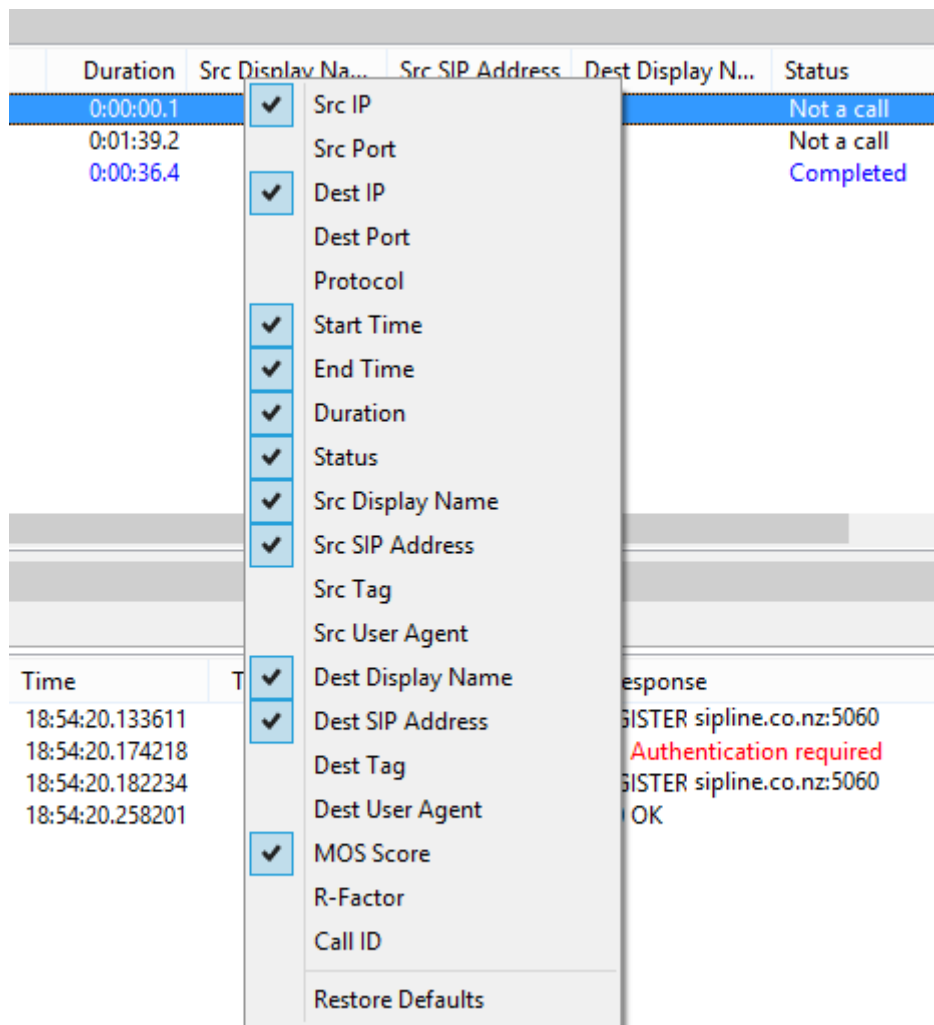 Duration Src Display Na... Src SIP Address Dest Display N... Status
0:00:00.1 Not a call
0:01:39.2 Not a call
0:00:36.4 Completed
Src IP
Src Port
Dest IP
Dest Port
Protocol
Start Time
End Time
Duration
Status
Src Display Name
Src SIP Address
Src Tag
Src User Agent
Dest Display Name
Dest SIP Address
Dest Tag
Dest User Agent
MOS Score
R-Factor
Call ID
Restore Defaults
Time T esponse
18:54:20.133611 GISTER sipline.co.nz:5060
18:54:20.174218 Authentication required
18:54:20.182234 GISTER sipline.co.nz:5060
18:54:20.258201 OK